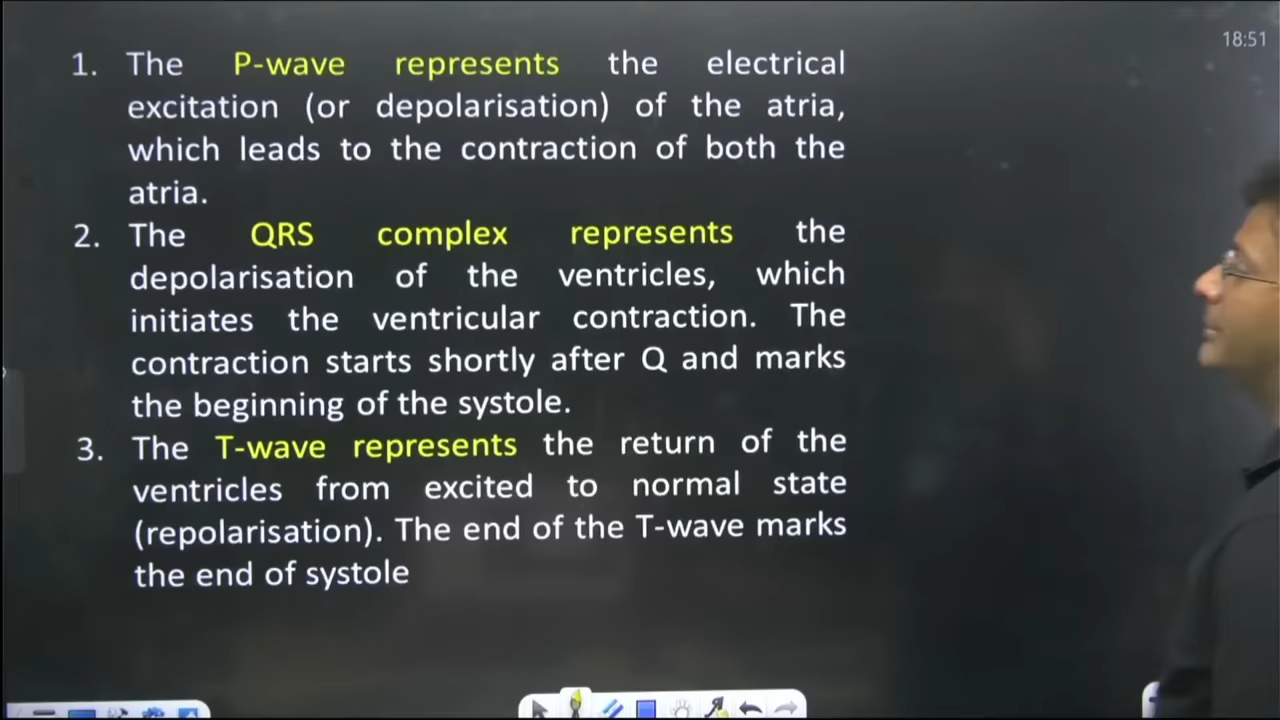 18:51
1. The P-wave represents the electrical
excitation (or depolarisation) of the atria,
which leads to the contraction of both the
atria.
2. The QRS complex represents the
depolarisation of the ventricles, which
initiates the ventricular contraction. The
contraction starts shortly after Q and marks
the beginning of the systole.
3. The T-wave represents the return of the
ventricles from excited to normal state
(repolarisation). The end of the T-wave marks
the end of systole